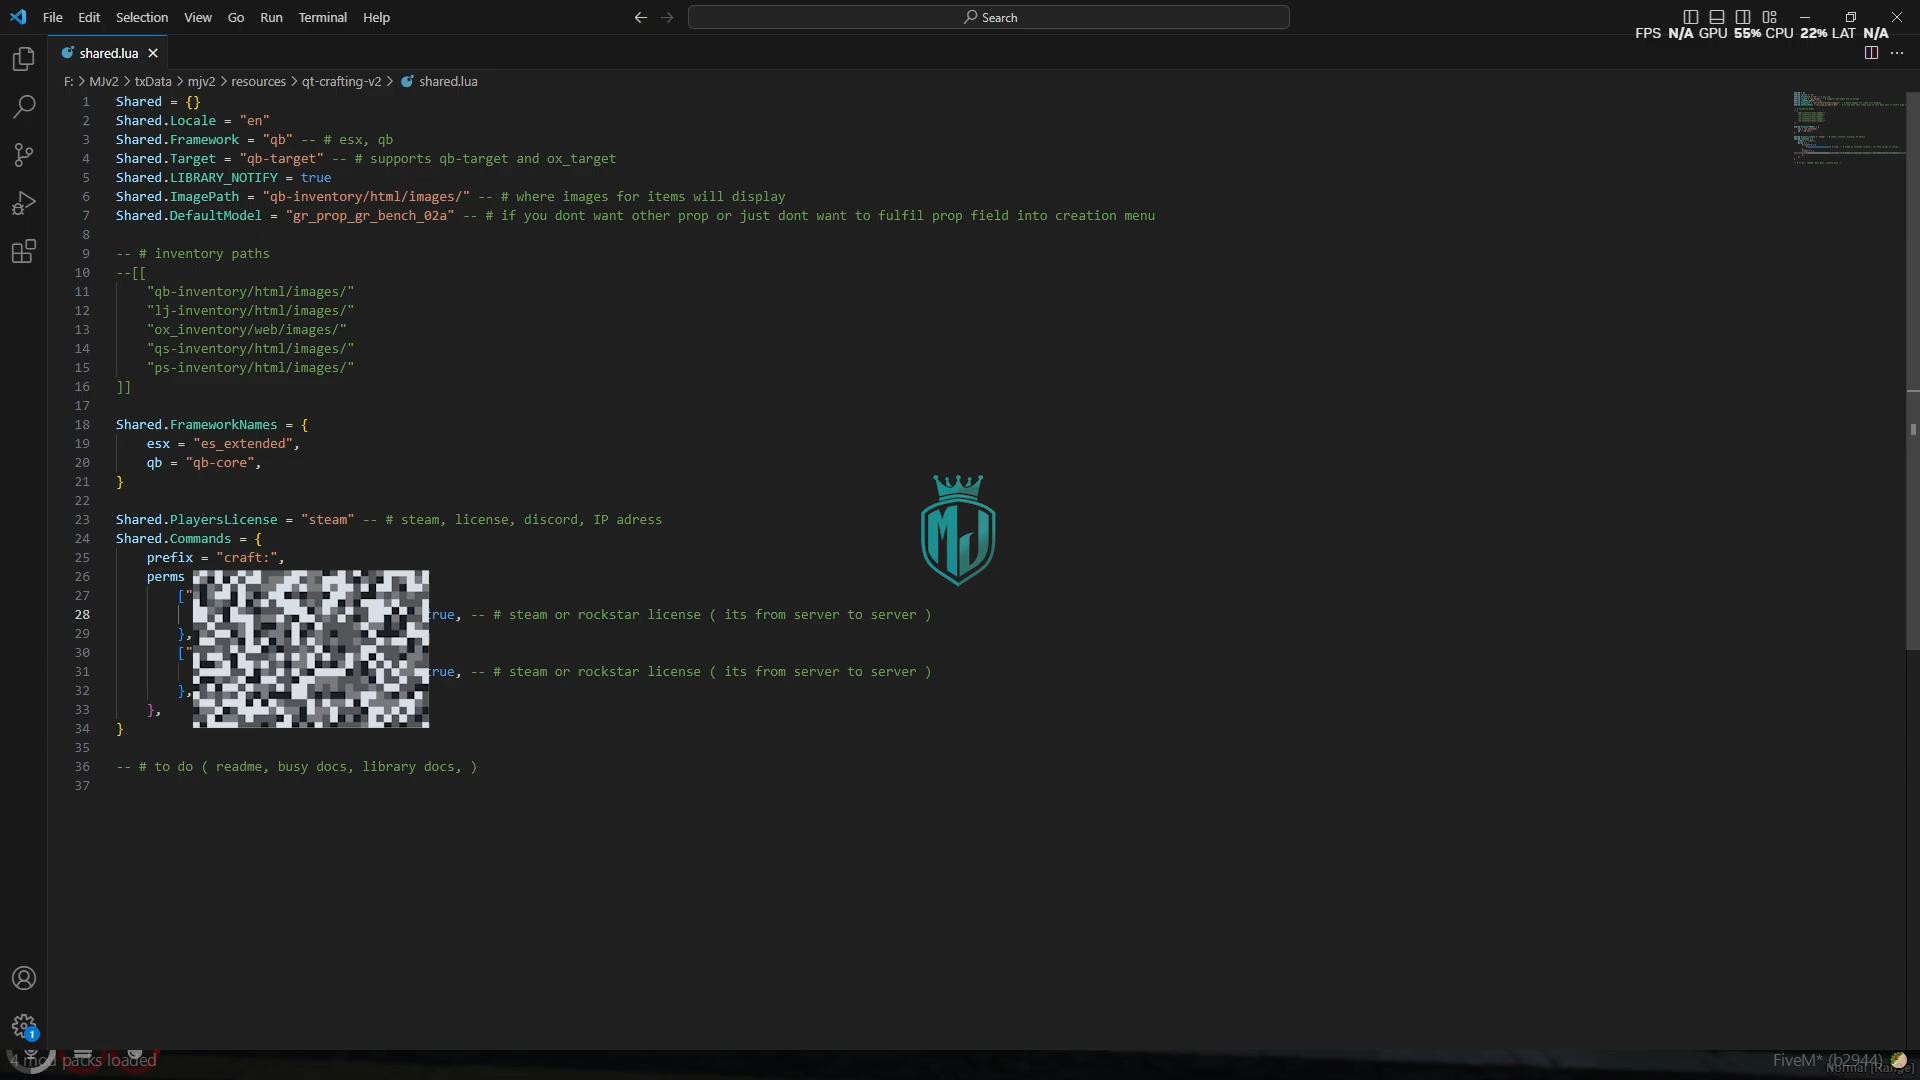 File Edit Selection View Go Run Terminal Help
Search
FPS N/A GPU 55% CPU 22% LAT N/A
shared.lua
F: > MJv2 > txData > mjv2 > resources > qt-crafting-v2 > shared.lua
1 Shared = {}
2 Shared.Locale = "en"
3 Shared.Framework = "qb" -- # esx, qb
4 Shared.Target = "qb-target" -- # supports qb-target and ox_target
5 Shared.LIBRARY_NOTIFY = true
6 Shared.ImagePath = "qb-inventory/html/images/" -- # where images for items will display
7 Shared.DefaultModel = "gr_prop_gr_bench_02a" -- # if you dont want other prop or just dont want to fulfil prop field into creation menu
8
9 -- # inventory paths
10 --[[
11 "qb-inventory/html/images/"
12 "lj-inventory/html/images/"
13 "ox_inventory/web/images/"
14 "qs-inventory/html/images/"
15 "ps-inventory/html/images/"
16 ]]
17
18 Shared.FrameworkNames = {
19 esx = "es_extended",
20 qb = "qb-core",
21 }
22
23 Shared.PlayersLicense = "steam" -- # steam, license, discord, IP adress
24 Shared.Commands = {
25 prefix = "craft:",
26 perms
27 ["
28 true, -- # steam or rockstar license ( its from server to server )
29 },
30 ["
31 true, -- # steam or rockstar license ( its from server to server )
32 },
33 },
34 }
35
36 -- # to do ( readme, busy docs, library docs, )
37
MJ
1
4 mod packs loaded
FiveM* (b2944)
Normal [Range]